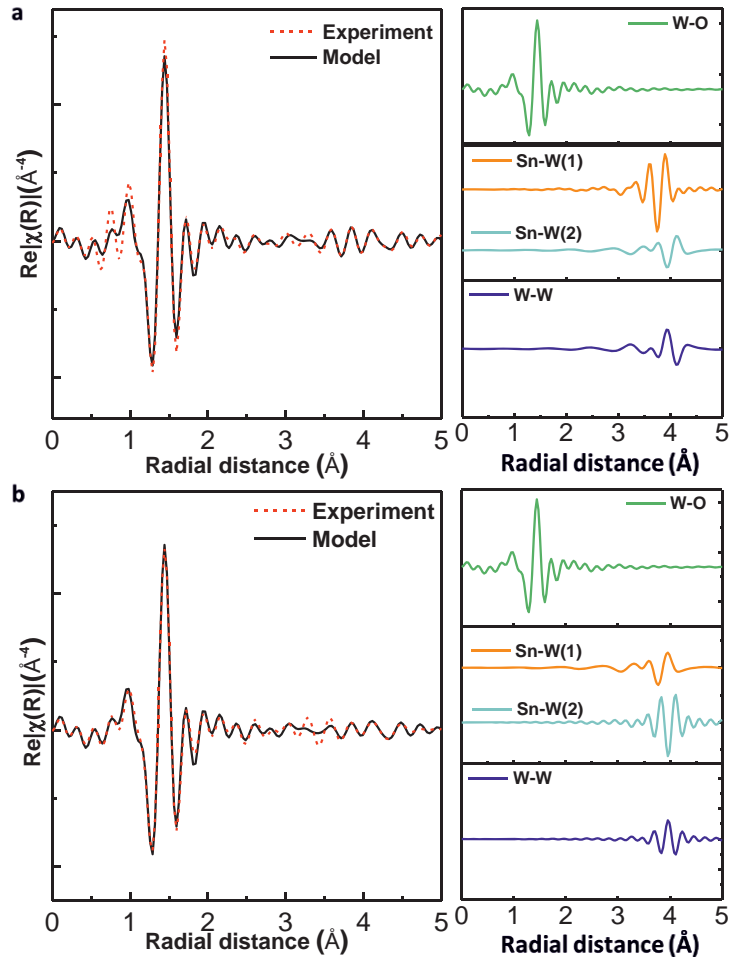 a
Experiment
Model
Re|χ(R)|(Å⁻⁴)
0 1 2 3 4 5
Radial distance (Å)
W-O
Sn-W(1)
Sn-W(2)
W-W
0 1 2 3 4 5
Radial distance (Å)
b
Experiment
Model
Re|χ(R)|(Å⁻⁴)
0 1 2 3 4 5
Radial distance (Å)
W-O
Sn-W(1)
Sn-W(2)
W-W
0 1 2 3 4 5
Radial distance (Å)